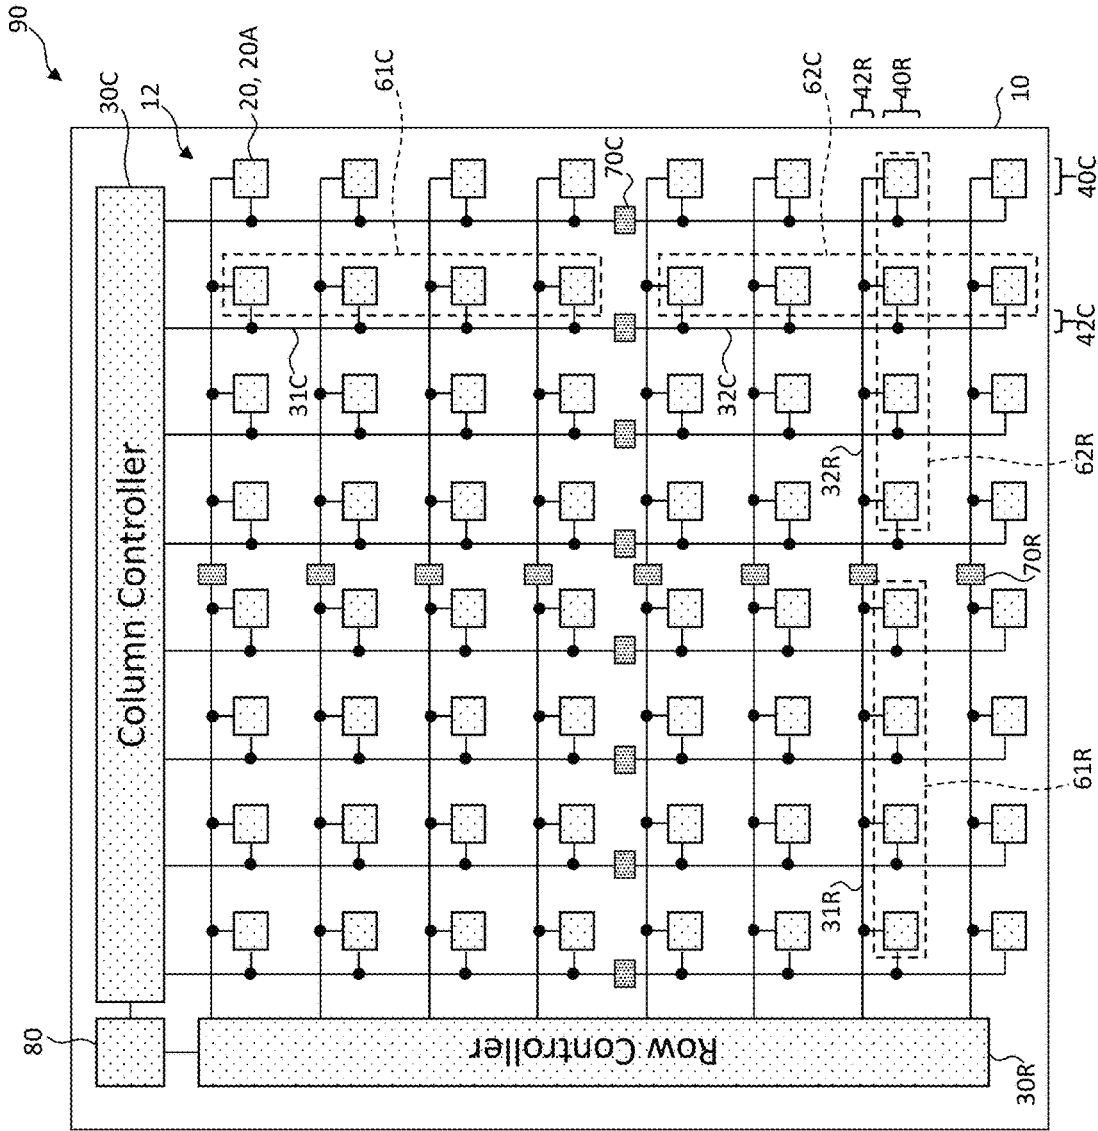 90
30C
12
20, 20A
61C
62C
42R
40R
10
70C
40C
42C
31C
32C
Column Controller
32R
62R
70R
61R
31R
80
Row Controller
30R